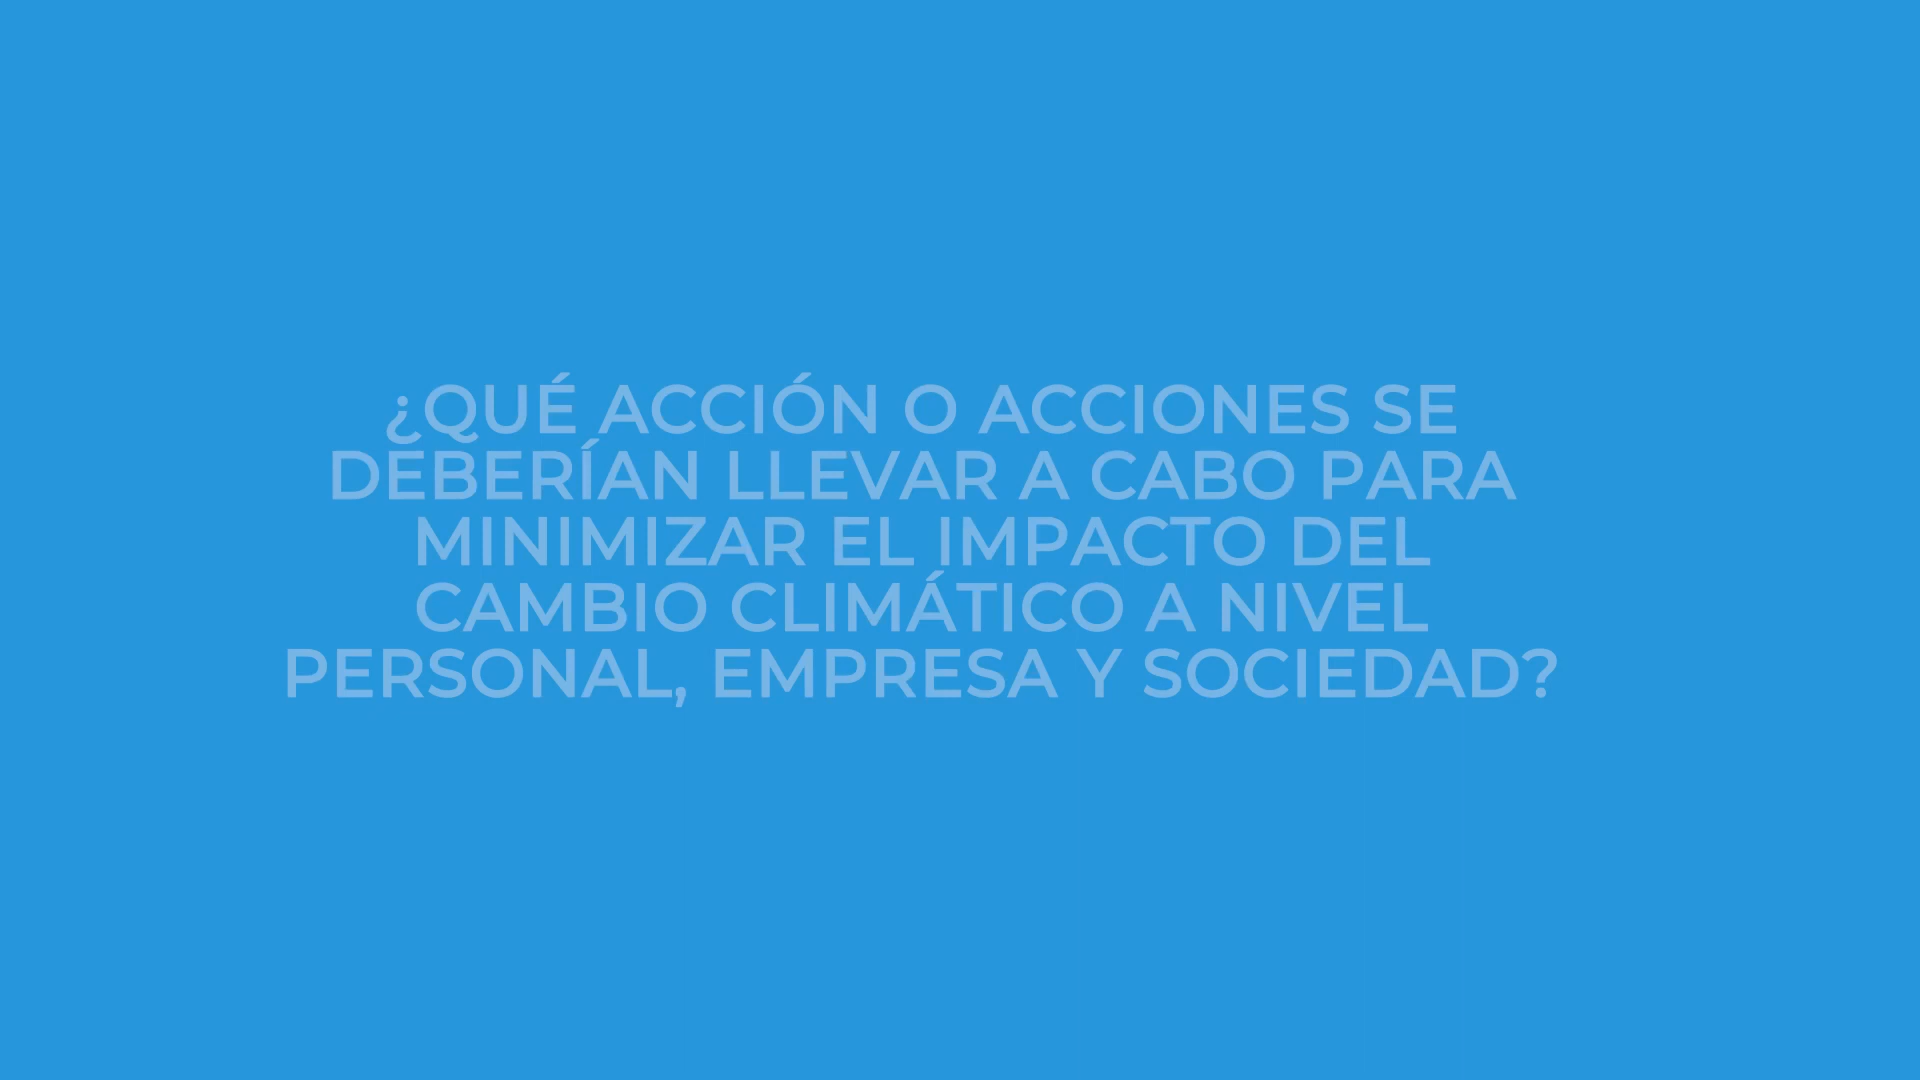 ¿QUÉ ACCIÓN O ACCIONES SE
DEBERÍAN LLEVAR A CABO PARA
MINIMIZAR EL IMPACTO DEL
CAMBIO CLIMÁTICO A NIVEL
PERSONAL, EMPRESA Y SOCIEDAD?